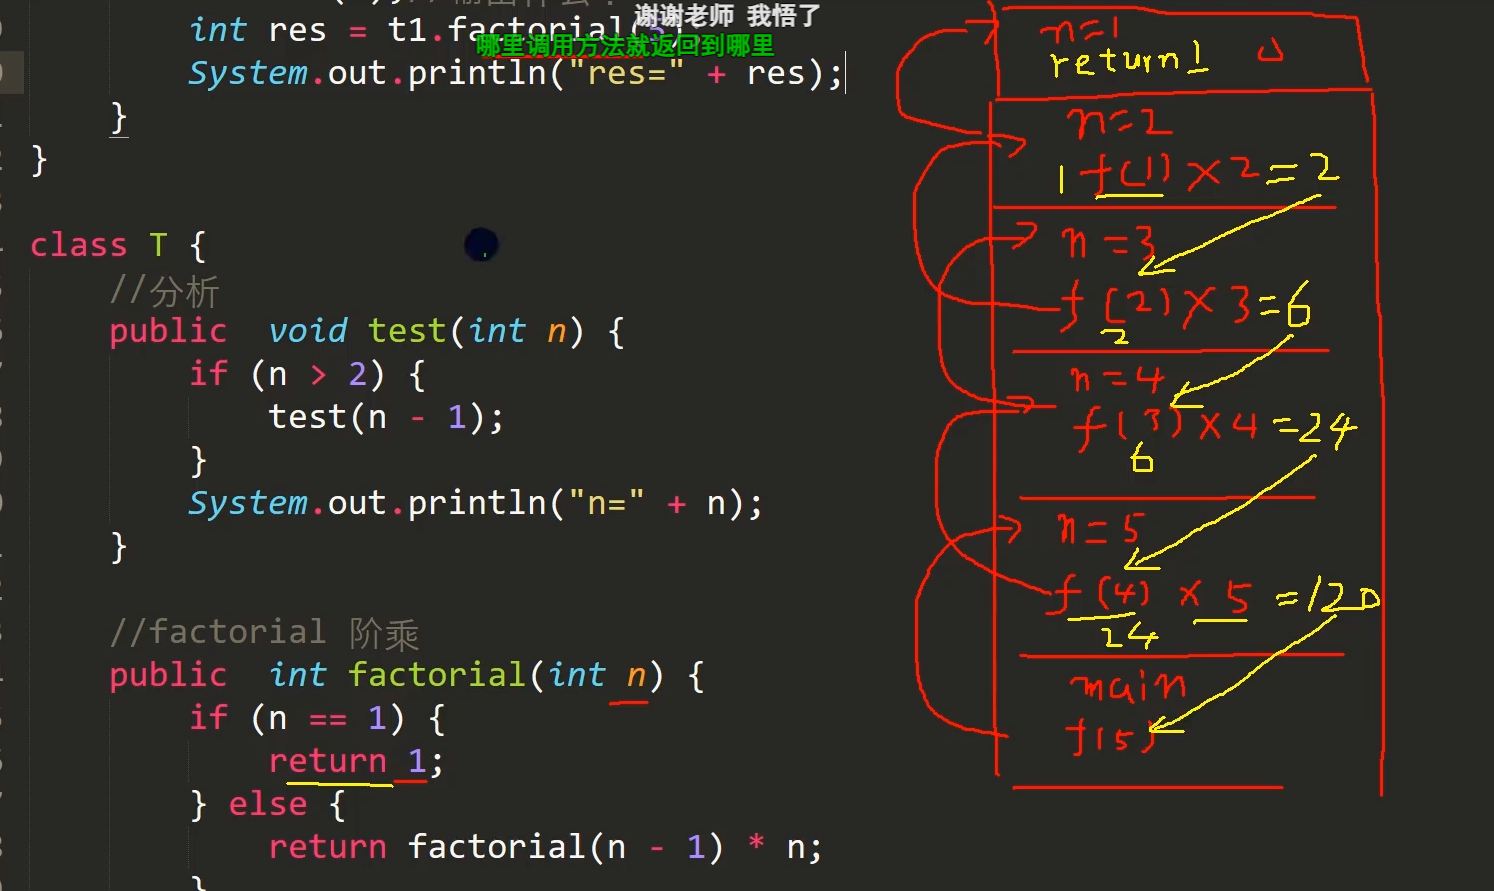 谢谢老师 我悟了
int res = t1.factorial(5)
哪里调用方法就返回到哪里
System.out.println("res=" + res);
}
}
class T {
//分析
public void test(int n) {
if (n > 2) {
test(n - 1);
}
System.out.println("n=" + n);
}
//factorial 阶乘
public int factorial(int n) {
if (n == 1) {
return 1;
} else {
return factorial(n - 1) * n;
}
n=1
return 1
n=2
1 f(1) × 2 = 2
n=3
f(2) × 3 = 6
2
n=4
f(3) × 4 = 24
6
n=5
f(4) × 5 = 120
24
main
f(5)